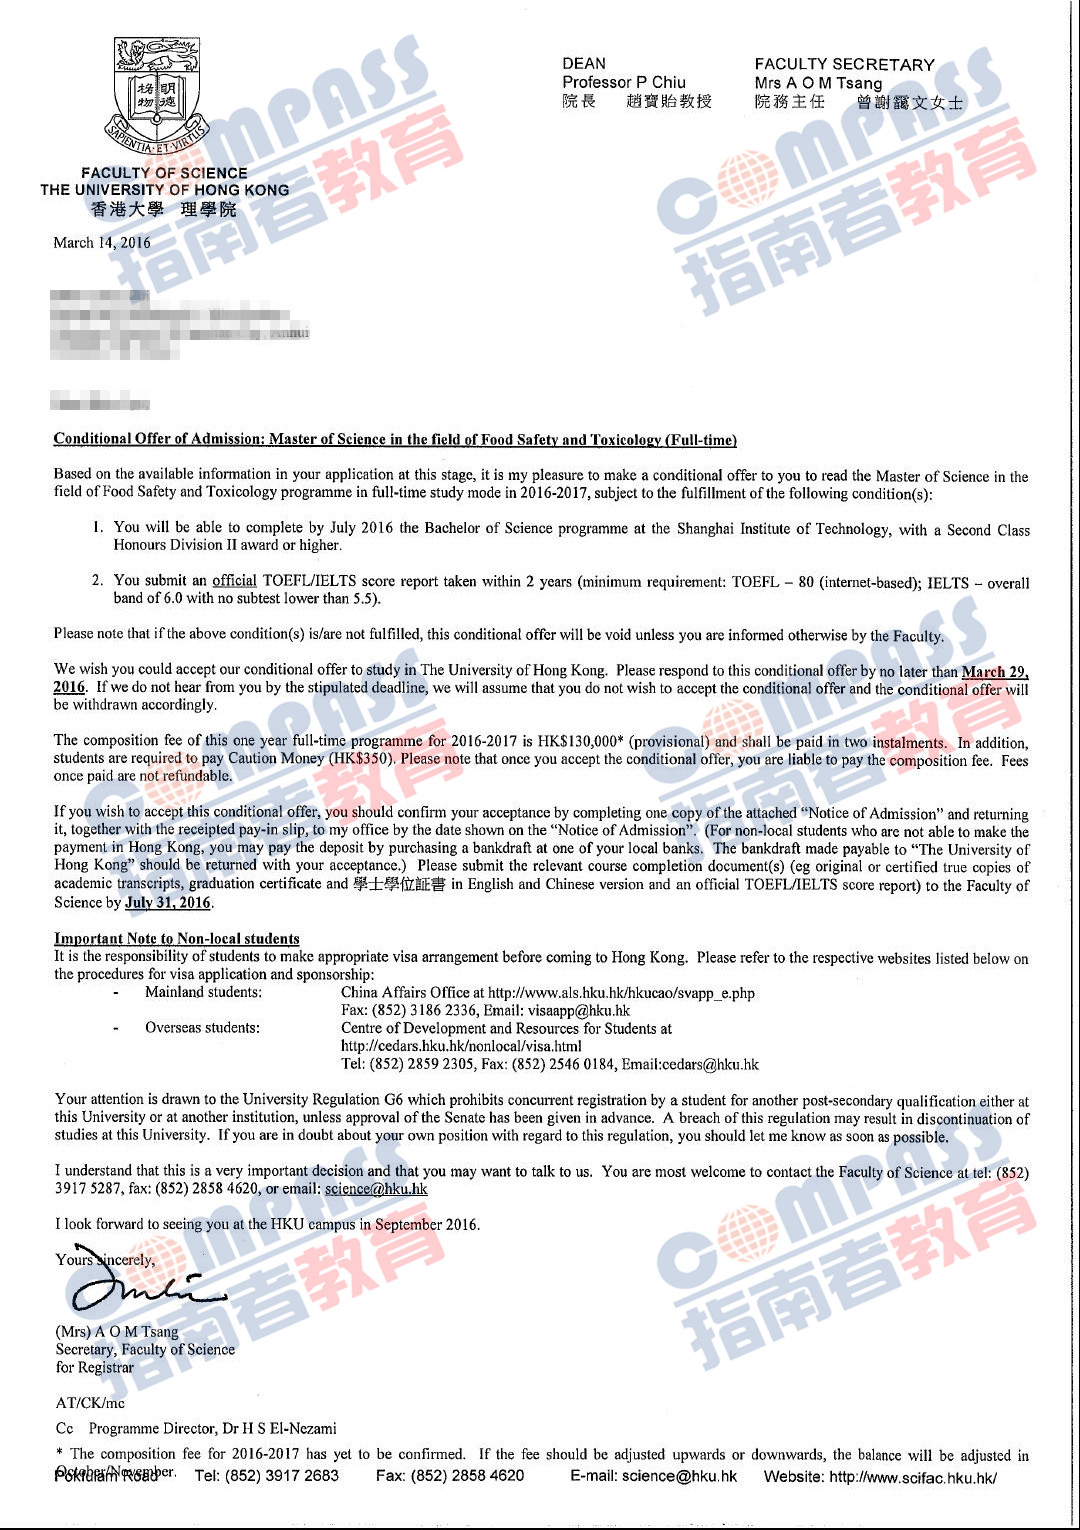 明德
格物
SAPIENTIA·ET·VIRTUS
FACULTY OF SCIENCE
THE UNIVERSITY OF HONG KONG
香港大學 理學院
DEAN
Professor P Chiu
院長 趙寶貽教授
FACULTY SECRETARY
Mrs A O M Tsang
院務主任 曾謝靄文女士
March 14, 2016
Anhui
Conditional Offer of Admission: Master of Science in the field of Food Safety and Toxicology (Full-time)
Based on the available information in your application at this stage, it is my pleasure to make a conditional offer to you to read the Master of Science in the
field of Food Safety and Toxicology programme in full-time study mode in 2016-2017, subject to the fulfillment of the following condition(s):
1. You will be able to complete by July 2016 the Bachelor of Science programme at the Shanghai Institute of Technology, with a Second Class
Honours Division II award or higher.
2. You submit an official TOEFL/IELTS score report taken within 2 years (minimum requirement: TOEFL – 80 (internet-based); IELTS – overall
band of 6.0 with no subtest lower than 5.5).
Please note that if the above condition(s) is/are not fulfilled, this conditional offer will be void unless you are informed otherwise by the Faculty.
We wish you could accept our conditional offer to study in The University of Hong Kong. Please respond to this conditional offer by no later than March 29,
2016. If we do not hear from you by the stipulated deadline, we will assume that you do not wish to accept the conditional offer and the conditional offer will
be withdrawn accordingly.
The composition fee of this one year full-time programme for 2016-2017 is HK$130,000* (provisional) and shall be paid in two instalments. In addition,
students are required to pay Caution Money (HK$350). Please note that once you accept the conditional offer, you are liable to pay the composition fee. Fees
once paid are not refundable.
If you wish to accept this conditional offer, you should confirm your acceptance by completing one copy of the attached “Notice of Admission” and returning
it, together with the receipted pay-in slip, to my office by the date shown on the “Notice of Admission”. (For non-local students who are not able to make the
payment in Hong Kong, you may pay the deposit by purchasing a bankdraft at one of your local banks. The bankdraft made payable to “The University of
Hong Kong” should be returned with your acceptance.) Please submit the relevant course completion document(s) (eg original or certified true copies of
academic transcripts, graduation certificate and 學士學位証書 in English and Chinese version and an official TOEFL/IELTS score report) to the Faculty of
Science by July 31, 2016.
Important Note to Non-local students
It is the responsibility of students to make appropriate visa arrangement before coming to Hong Kong. Please refer to the respective websites listed below on
the procedures for visa application and sponsorship:
- Mainland students: China Affairs Office at http://www.als.hku.hk/hkucao/svapp_e.php
Fax: (852) 3186 2336, Email: visaapp@hku.hk
- Overseas students: Centre of Development and Resources for Students at
http://cedars.hku.hk/nonlocal/visa.html
Tel: (852) 2859 2305, Fax: (852) 2546 0184, Email:cedars@hku.hk
Your attention is drawn to the University Regulation G6 which prohibits concurrent registration by a student for another post-secondary qualification either at
this University or at another institution, unless approval of the Senate has been given in advance. A breach of this regulation may result in discontinuation of
studies at this University. If you are in doubt about your own position with regard to this regulation, you should let me know as soon as possible.
I understand that this is a very important decision and that you may want to talk to us. You are most welcome to contact the Faculty of Science at tel: (852)
3917 5287, fax: (852) 2858 4620, or email: science@hku.hk
I look forward to seeing you at the HKU campus in September 2016.
Yours sincerely,
(Mrs) A O M Tsang
Secretary, Faculty of Science
for Registrar
AT/CK/mc
Cc Programme Director, Dr H S El-Nezami
* The composition fee for 2016-2017 has yet to be confirmed. If the fee should be adjusted upwards or downwards, the balance will be adjusted in
October/November.
Pokfulam Road Tel: (852) 3917 2683 Fax: (852) 2858 4620 E-mail: science@hku.hk Website: http://www.scifac.hku.hk/
COMPASS
指南者教育
COMPASS
指南者教育
COMPASS
指南者教育
COMPASS
指南者教育
COMPASS
指南者教育
COMPASS
指南者教育